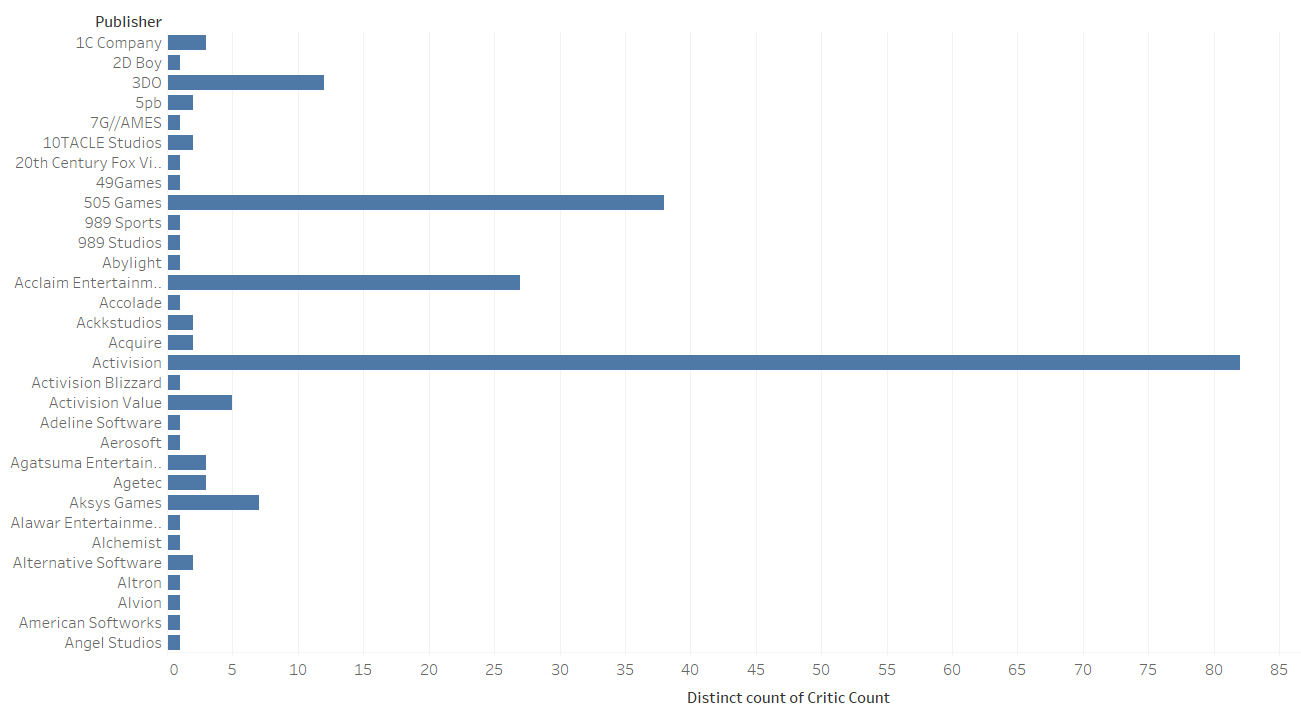 Publisher
1C Company
2D Boy
3DO
5pb
7G//AMES
10TACLE Studios
20th Century Fox Vi..
49Games
505 Games
989 Sports
989 Studios
Abylight
Acclaim Entertainm..
Accolade
Ackkstudios
Acquire
Activision
Activision Blizzard
Activision Value
Adeline Software
Aerosoft
Agatsuma Entertain..
Agetec
Aksys Games
Alawar Entertainme..
Alchemist
Alternative Software
Altron
Alvion
American Softworks
Angel Studios
0 5 10 15 20 25 30 35 40 45 50 55 60 65 70 75 80 85
Distinct count of Critic Count